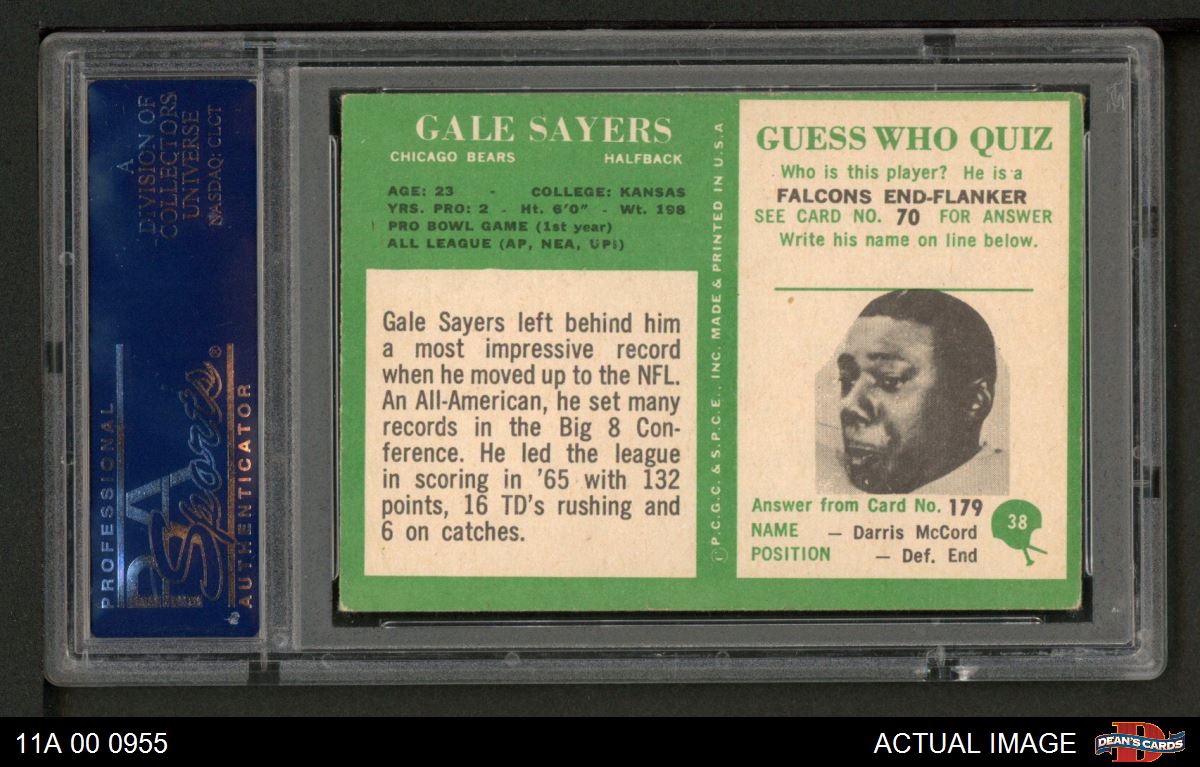 A
DIVISION OF
COLLECTORS
UNIVERSE
NASDAQ: CLCT
PROFESSIONAL
PSA
Sports®
AUTHENTICATOR
GALE SAYERS
CHICAGO BEARS HALFBACK
AGE: 23 - COLLEGE: KANSAS
YRS. PRO: 2 - Ht. 6'0" - Wt. 198
PRO BOWL GAME (1st year)
ALL LEAGUE (AP, NEA, UPI)
Gale Sayers left behind him
a most impressive record
when he moved up to the NFL.
An All-American, he set many
records in the Big 8 Con-
ference. He led the league
in scoring in '65 with 132
points, 16 TD's rushing and
6 on catches.
©P.C.G.C. & S.P.C.E., INC. MADE & PRINTED IN U.S.A
GUESS WHO QUIZ
Who is this player? He is a
FALCONS END-FLANKER
SEE CARD NO. 70 FOR ANSWER
Write his name on line below.
Answer from Card No. 179
NAME — Darris McCord
POSITION — Def. End
38
11A 00 0955
ACTUAL IMAGE
D
DEAN'S CARDS